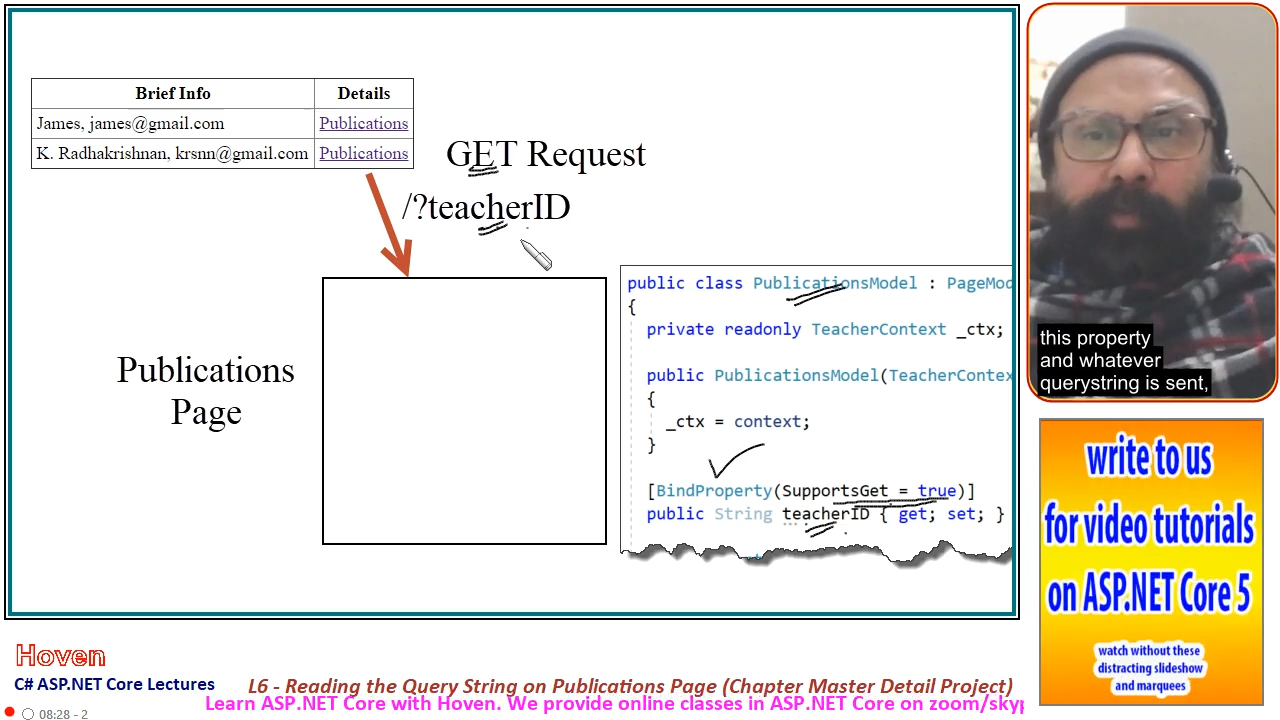 Brief Info Details
James, james@gmail.com Publications
K. Radhakrishnan, krsnn@gmail.com Publications
GET Request
/?teacherID
Publications
Page
public class PublicationsModel : PageMod
{
private readonly TeacherContext _ctx;
public PublicationsModel(TeacherContex
{
_ctx = context;
}
[BindProperty(SupportsGet = true)]
public String teacherID { get; set; }
this property
and whatever
querystring is sent,
write to us
for video tutorials
on ASP.NET Core 5
watch without these
distracting slideshow
and marquees
Hoven
C# ASP.NET Core Lectures
L6 - Reading the Query String on Publications Page (Chapter Master Detail Project)
Learn ASP.NET Core with Hoven. We provide online classes in ASP.NET Core on zoom/skyp
08:28 - 2